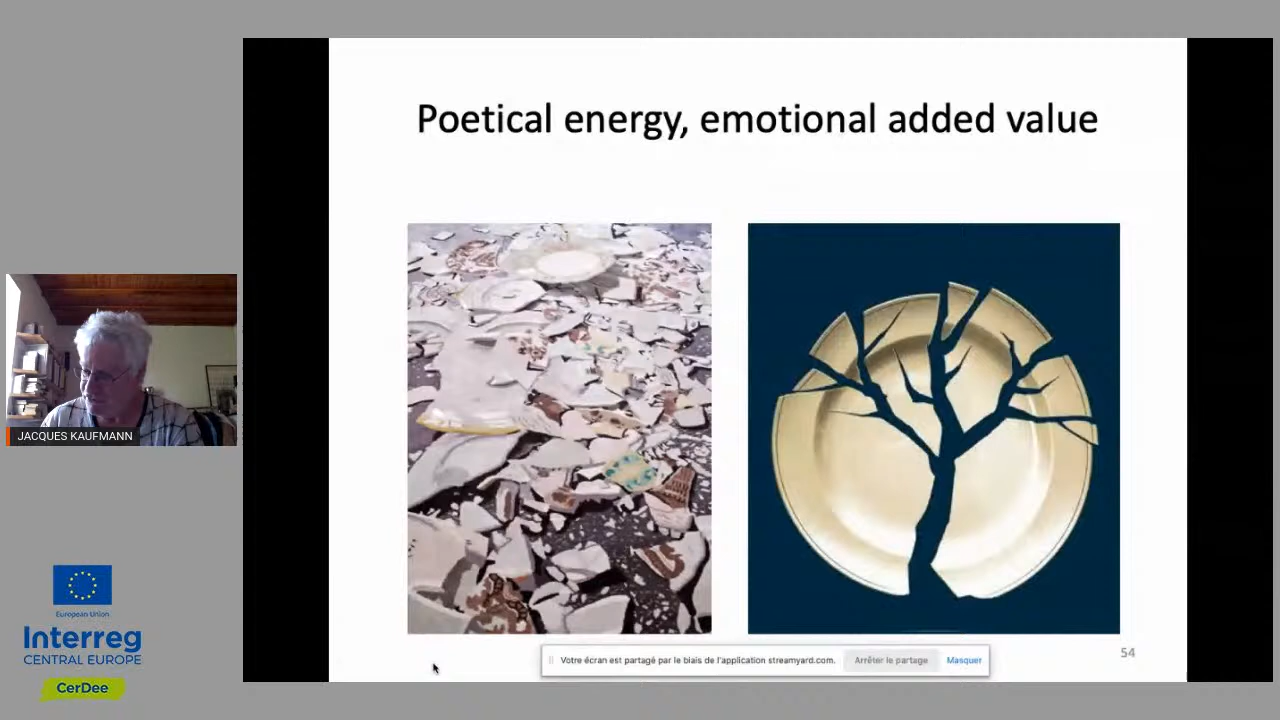 Poetical energy, emotional added value
JACQUES KAUFMANN
European Union
Interreg
CENTRAL EUROPE
CerDee
Votre écran est partagé par le biais de l'application streamyard.com.
Arrêter le partage
Masquer
54